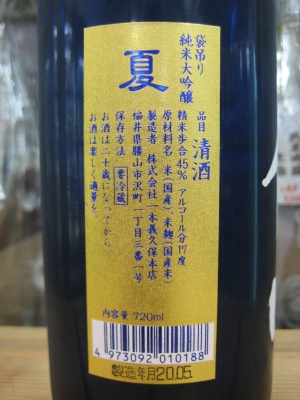 袋吊り
純米大吟醸
夏
品目 清酒
精米歩合45% アルコール分17度
原材料名 米(国産)、米麹(国産米)
製造者 株式会社一本義久保本店
福井県勝山市沢町一丁目三番一号
保存方法 要冷蔵
お酒は二十歳になってから
お酒は楽しく適量を。
内容量 720ml
4 973092 010188
製造年月20.05